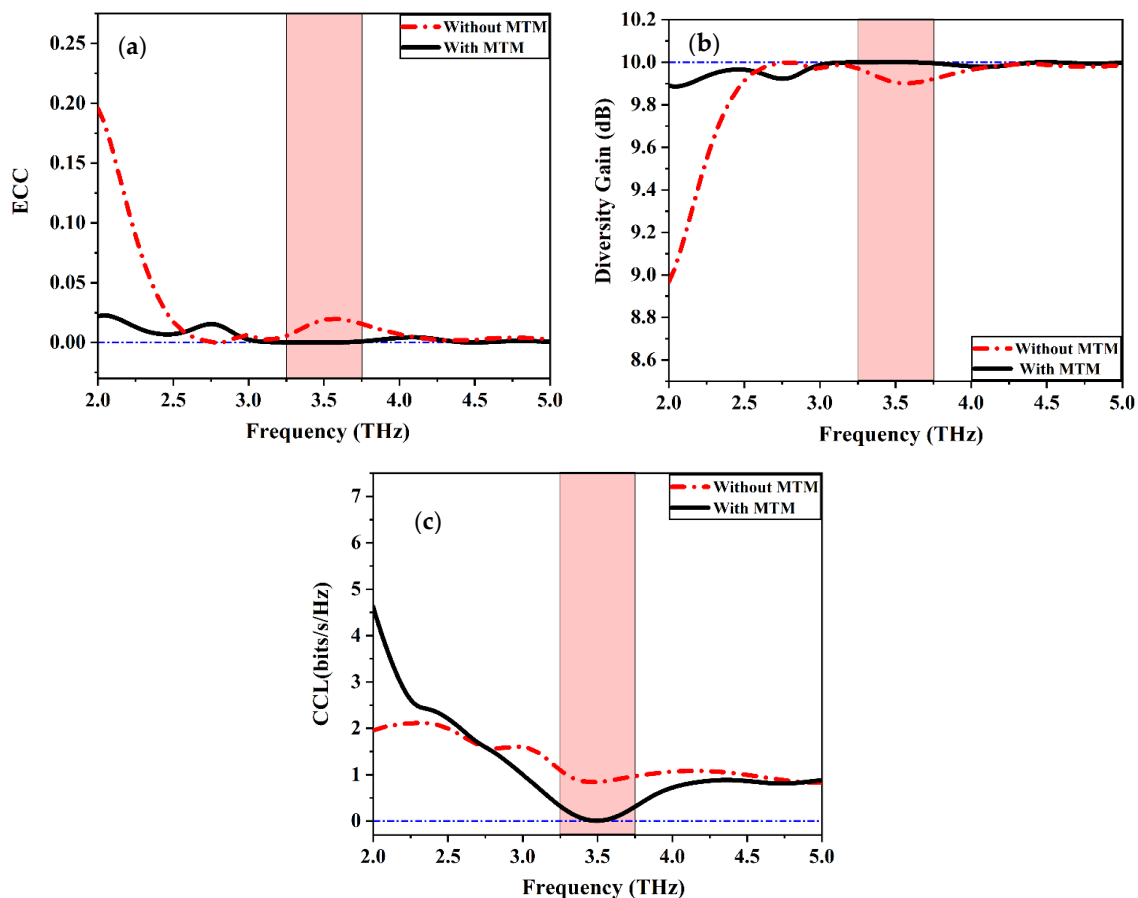 (a)
Without MTM
With MTM
ECC
0.25
0.20
0.15
0.10
0.05
0.00
2.0 2.5 3.0 3.5 4.0 4.5 5.0
Frequency (THz)
(b)
Diversity Gain (dB)
10.2
10.0
9.8
9.6
9.4
9.2
9.0
8.8
8.6
Without MTM
With MTM
2.0 2.5 3.0 3.5 4.0 4.5 5.0
Frequency (THz)
(c)
Without MTM
With MTM
CCL(bits/s/Hz)
7
6
5
4
3
2
1
0
2.0 2.5 3.0 3.5 4.0 4.5 5.0
Frequency (THz)